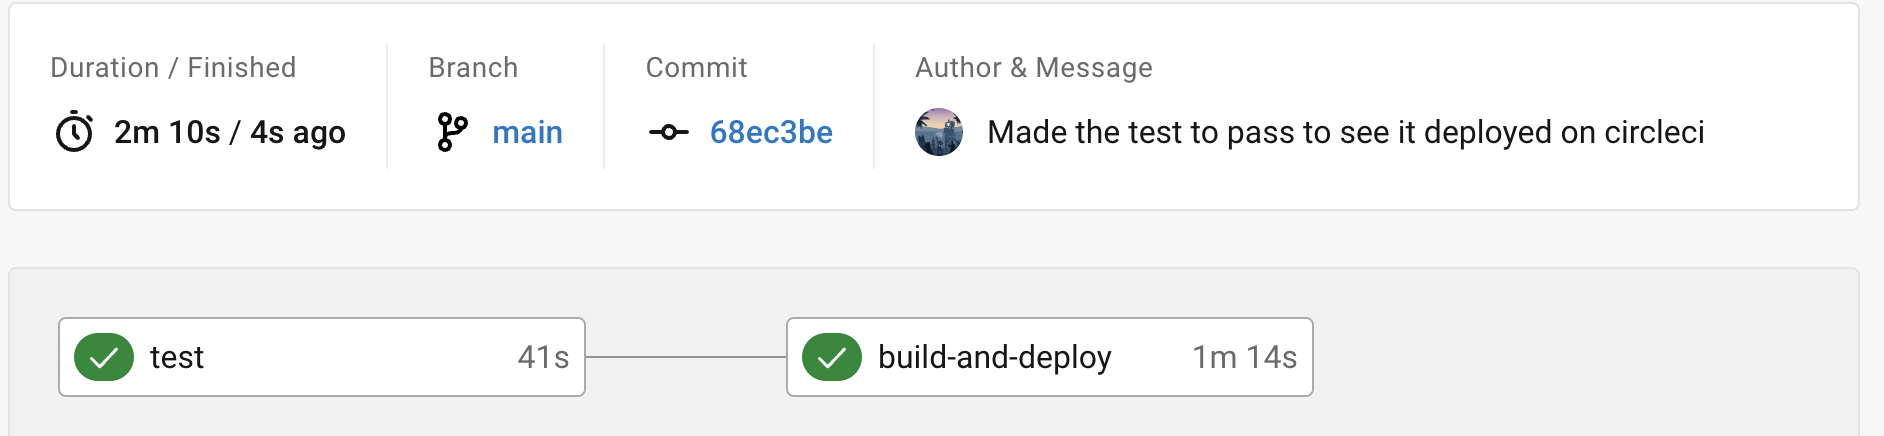 Duration / Finished
2m 10s / 4s ago
Branch
main
Commit
68ec3be
Author & Message
Made the test to pass to see it deployed on circleci
test 41s
build-and-deploy 1m 14s